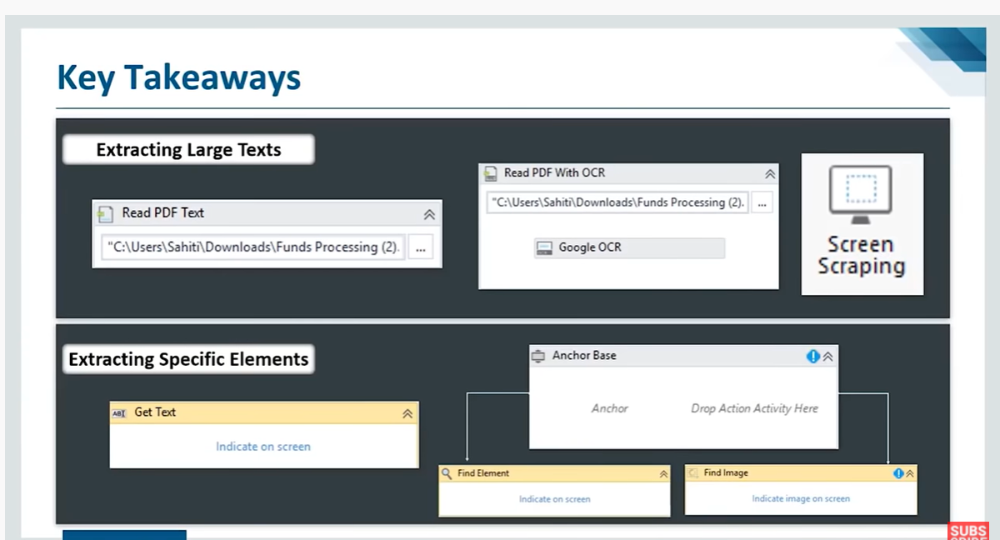 Key Takeaways
Extracting Large Texts
Read PDF Text
"C:\Users\Sahiti\Downloads\Funds Processing (2).
...
Read PDF With OCR
"C:\Users\Sahiti\Downloads\Funds Processing (2).
...
Google OCR
Screen
Scraping
Extracting Specific Elements
Get Text
Indicate on screen
Anchor Base
Anchor
Drop Action Activity Here
Find Element
Indicate on screen
Find Image
Indicate image on screen
SUBS